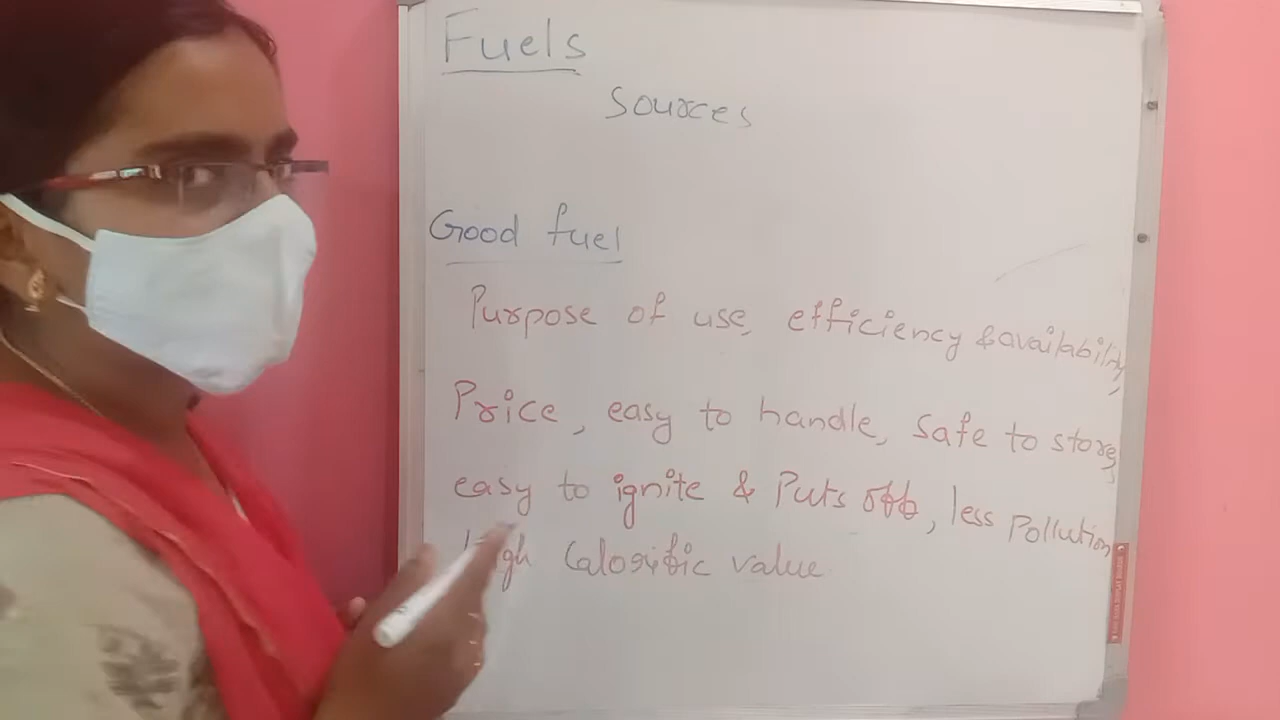 Fuels
Sources
Good fuel
Purpose of use, efficiency & availability,
Price, easy to handle, safe to store,
easy to ignite & Puts off, less Pollution
high Calorific value